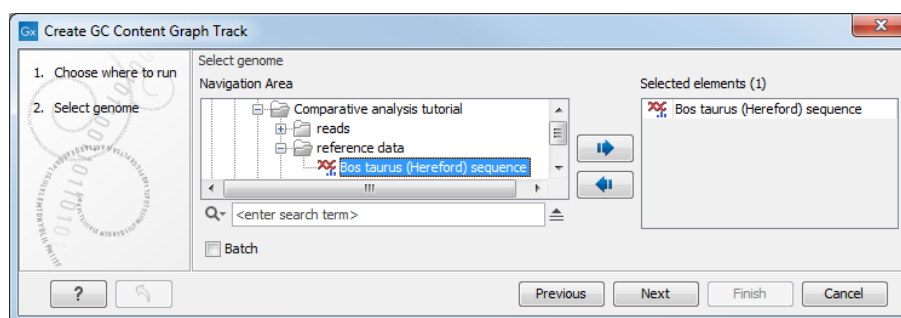 Gx Create GC Content Graph Track
1. Choose where to run
2. Select genome
Select genome
Navigation Area
Comparative analysis tutorial
reads
reference data
Bos taurus (Hereford) sequence
<enter search term>
Batch
Selected elements (1)
Bos taurus (Hereford) sequence
?
Previous
Next
Finish
Cancel